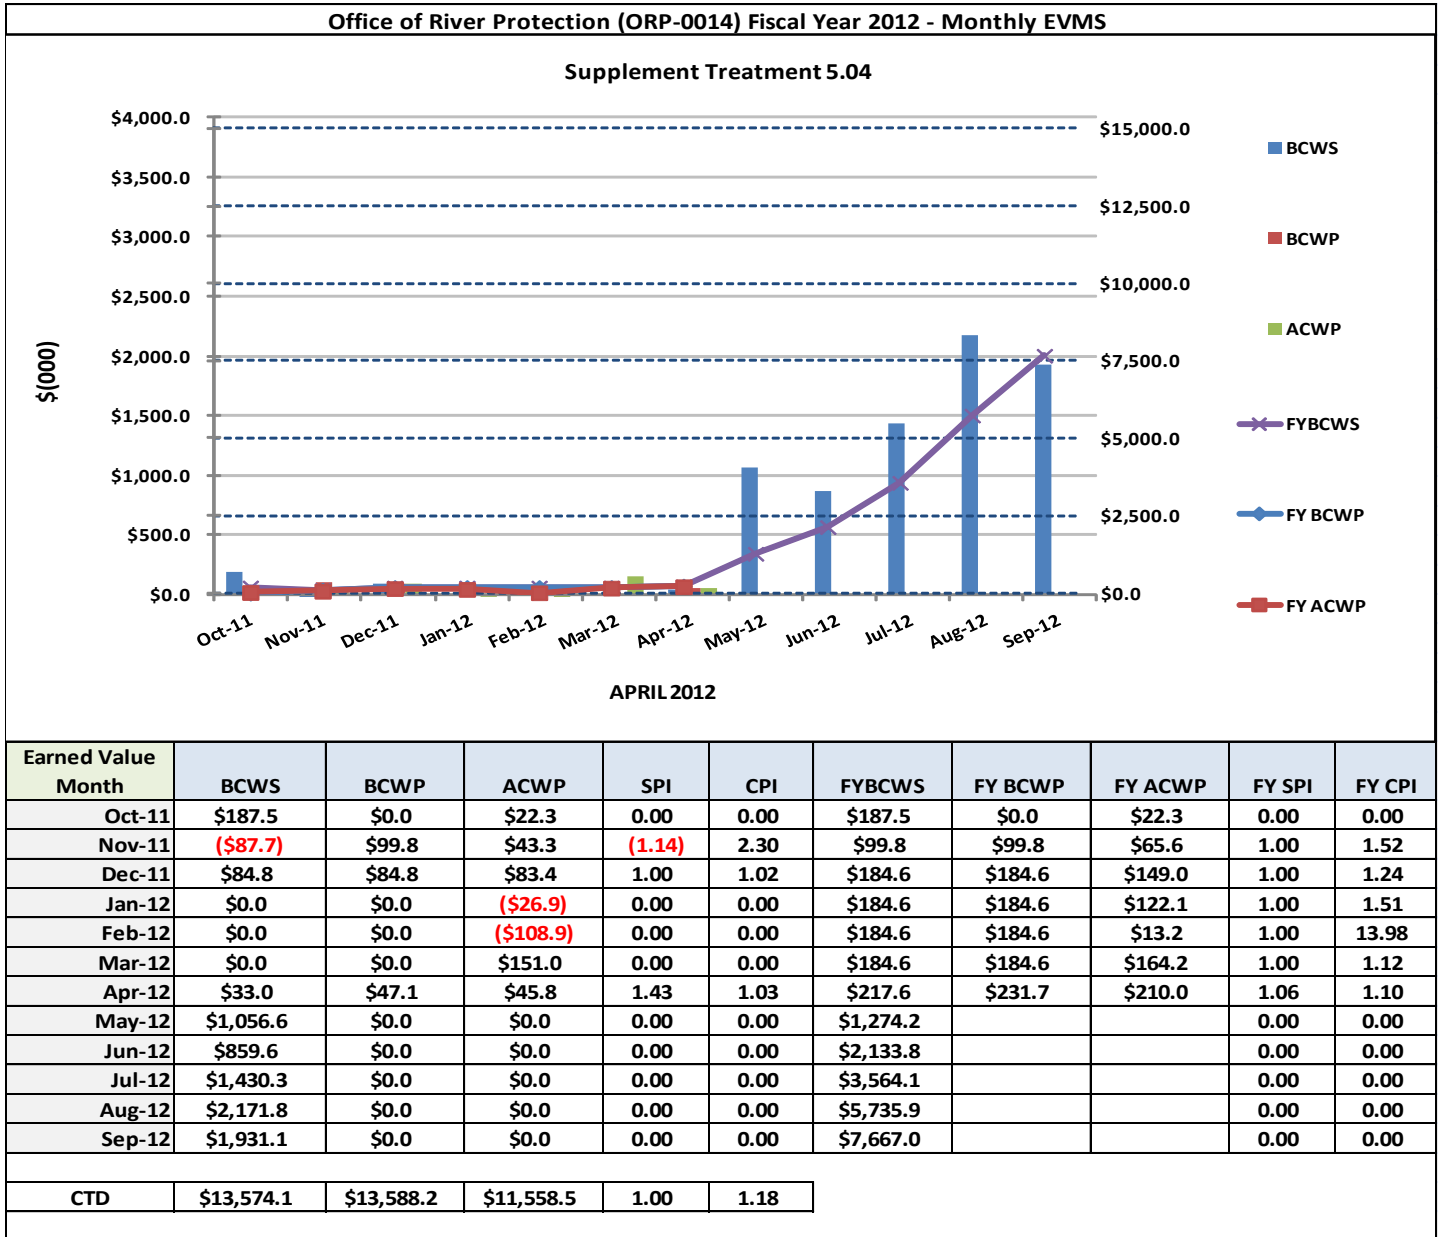 Office of River Protection (ORP-0014) Fiscal Year 2012 - Monthly EVMS
Supplement Treatment 5.04
$4,000.0
$3,500.0
$3,000.0
$2,500.0
$2,000.0
$1,500.0
$1,000.0
$500.0
$0.0
$(000)
$15,000.0
$12,500.0
$10,000.0
$7,500.0
$5,000.0
$2,500.0
$0.0
BCWS
BCWP
ACWP
FYBCWS
FY BCWP
FY ACWP
Oct-11 Nov-11 Dec-11 Jan-12 Feb-12 Mar-12 Apr-12 May-12 Jun-12 Jul-12 Aug-12 Sep-12
APRIL 2012
Earned Value Month BCWS BCWP ACWP SPI CPI FYBCWS FY BCWP FY ACWP FY SPI FY CPI
Oct-11 $187.5 $0.0 $22.3 0.00 0.00 $187.5 $0.0 $22.3 0.00 0.00
Nov-11 ($87.7) $99.8 $43.3 (1.14) 2.30 $99.8 $99.8 $65.6 1.00 1.52
Dec-11 $84.8 $84.8 $83.4 1.00 1.02 $184.6 $184.6 $149.0 1.00 1.24
Jan-12 $0.0 $0.0 ($26.9) 0.00 0.00 $184.6 $184.6 $122.1 1.00 1.51
Feb-12 $0.0 $0.0 ($108.9) 0.00 0.00 $184.6 $184.6 $13.2 1.00 13.98
Mar-12 $0.0 $0.0 $151.0 0.00 0.00 $184.6 $184.6 $164.2 1.00 1.12
Apr-12 $33.0 $47.1 $45.8 1.43 1.03 $217.6 $231.7 $210.0 1.06 1.10
May-12 $1,056.6 $0.0 $0.0 0.00 0.00 $1,274.2 0.00 0.00
Jun-12 $859.6 $0.0 $0.0 0.00 0.00 $2,133.8 0.00 0.00
Jul-12 $1,430.3 $0.0 $0.0 0.00 0.00 $3,564.1 0.00 0.00
Aug-12 $2,171.8 $0.0 $0.0 0.00 0.00 $5,735.9 0.00 0.00
Sep-12 $1,931.1 $0.0 $0.0 0.00 0.00 $7,667.0 0.00 0.00
CTD $13,574.1 $13,588.2 $11,558.5 1.00 1.18